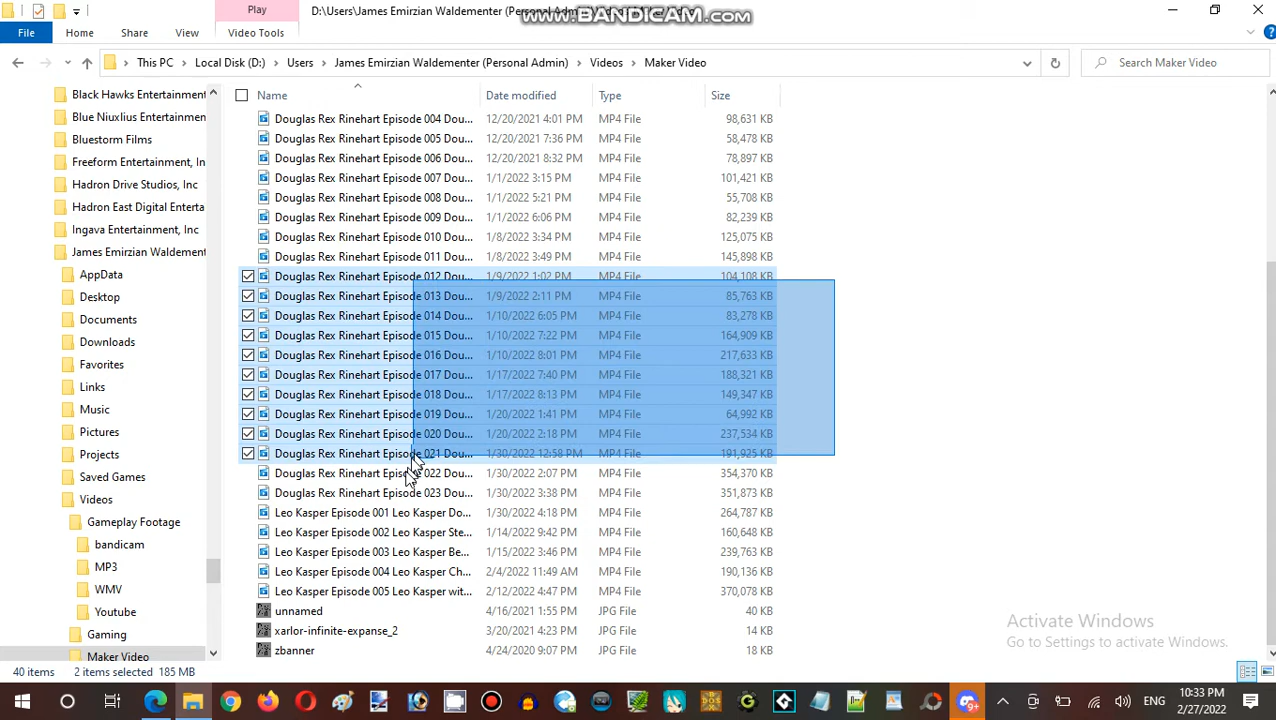 Play
D:\Users\James Emirzian Waldementer (Personal Admin)\Videos\Maker Video
www.BANDICAM.com
File Home Share View Video Tools
This PC Local Disk (D:) Users James Emirzian Waldementer (Personal Admin) Videos Maker Video
Search Maker Video
Black Hawks Entertainment
Blue Niuxlius Entertainmen
Bluestorm Films
Freeform Entertainment, In
Hadron Drive Studios, Inc
Hadron East Digital Enterta
Ingava Entertainment, Inc
James Emirzian Waldement
AppData
Desktop
Documents
Downloads
Favorites
Links
Music
Pictures
Projects
Saved Games
Videos
Gameplay Footage
bandicam
MP3
WMV
Youtube
Gaming
Maker Video
Name Date modified Type Size
Douglas Rex Rinehart Episode 004 Dou... 12/20/2021 4:01 PM MP4 File 98,631 KB
Douglas Rex Rinehart Episode 005 Dou... 12/20/2021 7:36 PM MP4 File 58,478 KB
Douglas Rex Rinehart Episode 006 Dou... 12/20/2021 8:32 PM MP4 File 78,897 KB
Douglas Rex Rinehart Episode 007 Dou... 1/1/2022 3:15 PM MP4 File 101,421 KB
Douglas Rex Rinehart Episode 008 Dou... 1/1/2022 5:21 PM MP4 File 55,708 KB
Douglas Rex Rinehart Episode 009 Dou... 1/1/2022 6:06 PM MP4 File 82,239 KB
Douglas Rex Rinehart Episode 010 Dou... 1/8/2022 3:34 PM MP4 File 125,075 KB
Douglas Rex Rinehart Episode 011 Dou... 1/8/2022 3:49 PM MP4 File 145,898 KB
Douglas Rex Rinehart Episode 012 Dou... 1/9/2022 1:02 PM MP4 File 104,108 KB
Douglas Rex Rinehart Episode 013 Dou... 1/9/2022 2:11 PM MP4 File 85,763 KB
Douglas Rex Rinehart Episode 014 Dou... 1/10/2022 6:05 PM MP4 File 83,278 KB
Douglas Rex Rinehart Episode 015 Dou... 1/10/2022 7:22 PM MP4 File 164,909 KB
Douglas Rex Rinehart Episode 016 Dou... 1/10/2022 8:01 PM MP4 File 217,633 KB
Douglas Rex Rinehart Episode 017 Dou... 1/17/2022 7:40 PM MP4 File 188,321 KB
Douglas Rex Rinehart Episode 018 Dou... 1/17/2022 8:13 PM MP4 File 149,347 KB
Douglas Rex Rinehart Episode 019 Dou... 1/20/2022 1:41 PM MP4 File 64,992 KB
Douglas Rex Rinehart Episode 020 Dou... 1/20/2022 2:18 PM MP4 File 237,534 KB
Douglas Rex Rinehart Episode 021 Dou... 1/30/2022 12:58 PM MP4 File 191,925 KB
Douglas Rex Rinehart Episode 022 Dou... 1/30/2022 2:07 PM MP4 File 354,370 KB
Douglas Rex Rinehart Episode 023 Dou... 1/30/2022 3:38 PM MP4 File 351,873 KB
Leo Kasper Episode 001 Leo Kasper Do... 1/30/2022 4:18 PM MP4 File 264,787 KB
Leo Kasper Episode 002 Leo Kasper Ste... 1/14/2022 9:42 PM MP4 File 160,648 KB
Leo Kasper Episode 003 Leo Kasper Be... 1/15/2022 3:46 PM MP4 File 239,763 KB
Leo Kasper Episode 004 Leo Kasper Ch... 2/4/2022 11:49 AM MP4 File 190,136 KB
Leo Kasper Episode 005 Leo Kasper wit... 2/12/2022 4:47 PM MP4 File 370,078 KB
unnamed 4/16/2021 1:55 PM JPG File 40 KB
xarlor-infinite-expanse_2 3/20/2021 4:23 PM JPG File 14 KB
zbanner 4/24/2020 9:07 PM JPG File 18 KB
Activate Windows
Go to Settings to activate Windows.
40 items 2 items selected 185 MB
ENG
10:33 PM
2/27/2022